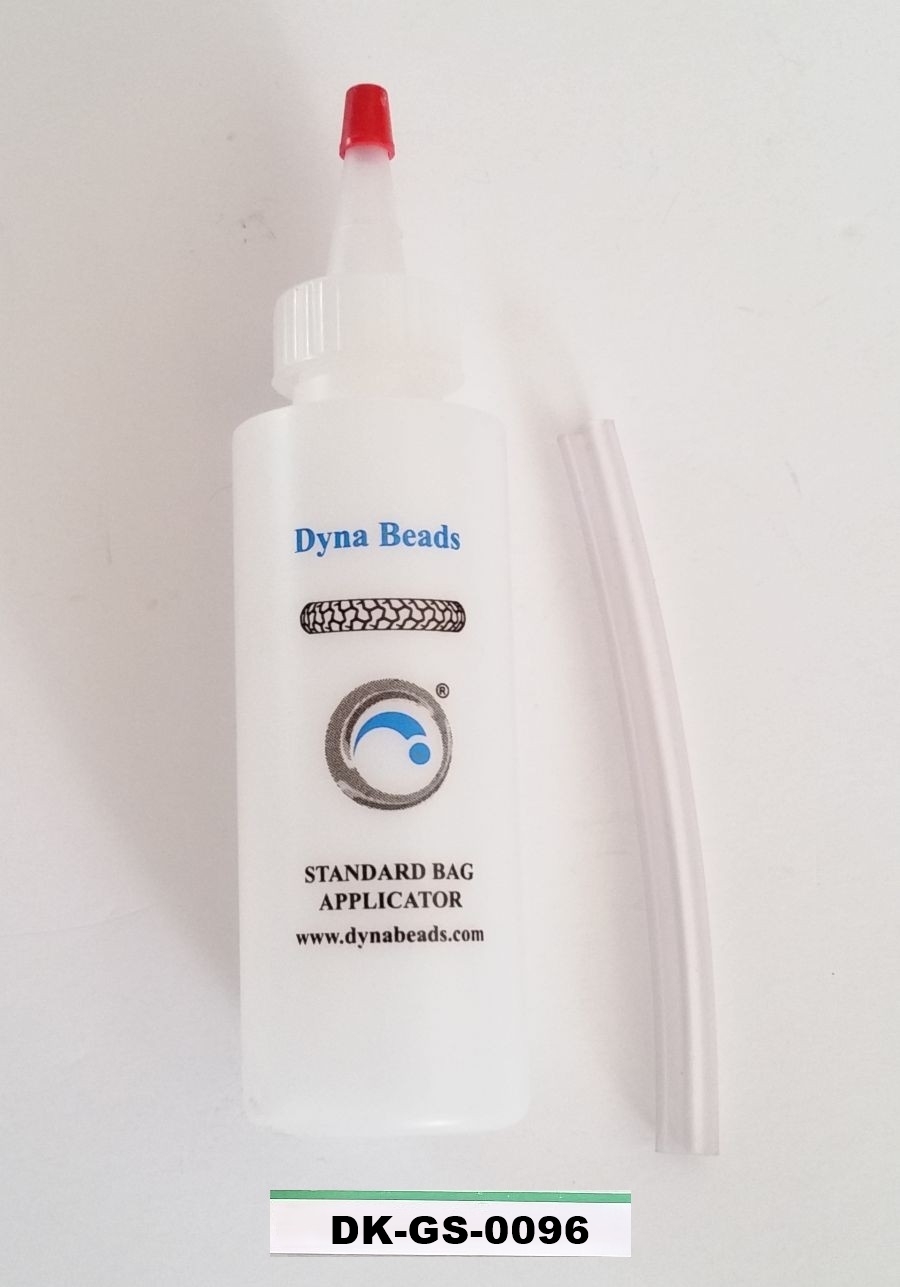 Dyna Beads
®
STANDARD BAG
APPLICATOR
www.dynabeads.com
DK-GS-0096